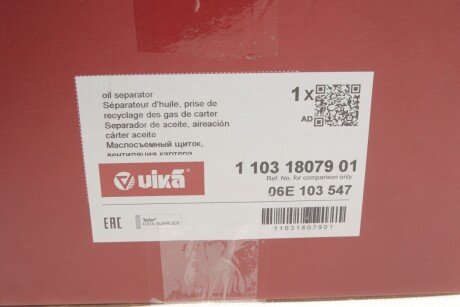 oil separator
Séparateur d'huile, prise de
recyclage des gas de carter
Separador de aceite, aireación
cárter aceite
Маслосъемный щиток,
вентиляция картера
1x
AD
vika
1 103 18079 01
Ref. No. for comparison only
06E 103 547
EAC
TecDoc
DATA SUPPLIER
11031807901